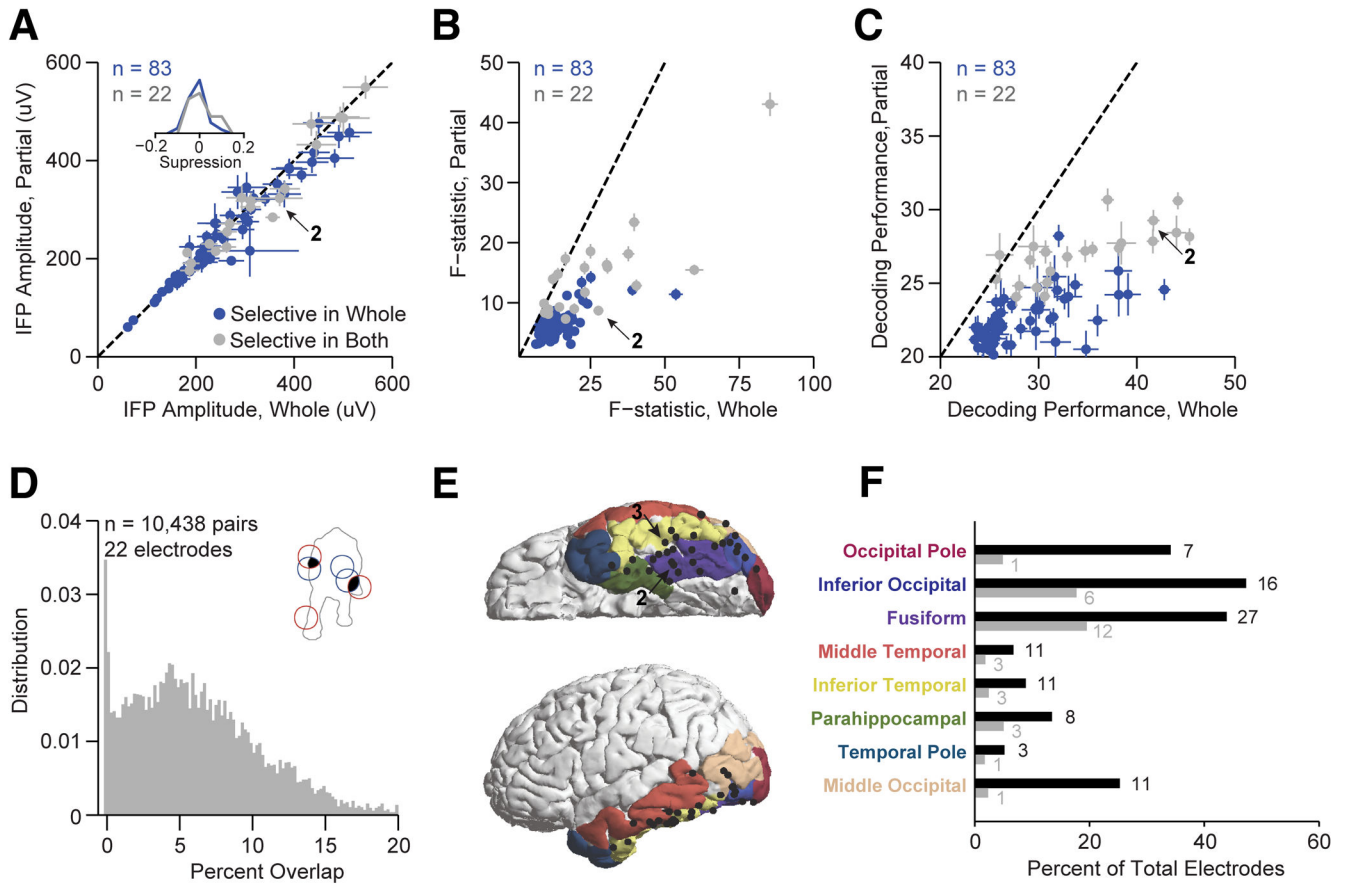 A
600
400
200
0
IFP Amplitude, Partial (uV)
n = 83
n = 22
−0.2 0 0.2
Supression
2
Selective in Whole
Selective in Both
0 200 400 600
IFP Amplitude, Whole (uV)
B
50
40
30
20
10
F−statistic, Partial
n = 83
n = 22
2
25 50 75 100
F−statistic, Whole
C
40
35
30
25
20
Decoding Performance,Partial
n = 83
n = 22
2
20 30 40 50
Decoding Performance, Whole
D
0.04
0.03
0.02
0.01
0
Distribution
n = 10,438 pairs
22 electrodes
0 5 10 15 20
Percent Overlap
E
3
2
F
Occipital Pole 7
1
Inferior Occipital 16
6
Fusiform 27
12
Middle Temporal 11
3
Inferior Temporal 11
3
Parahippocampal 8
3
Temporal Pole 3
1
Middle Occipital 11
1
0 20 40 60
Percent of Total Electrodes